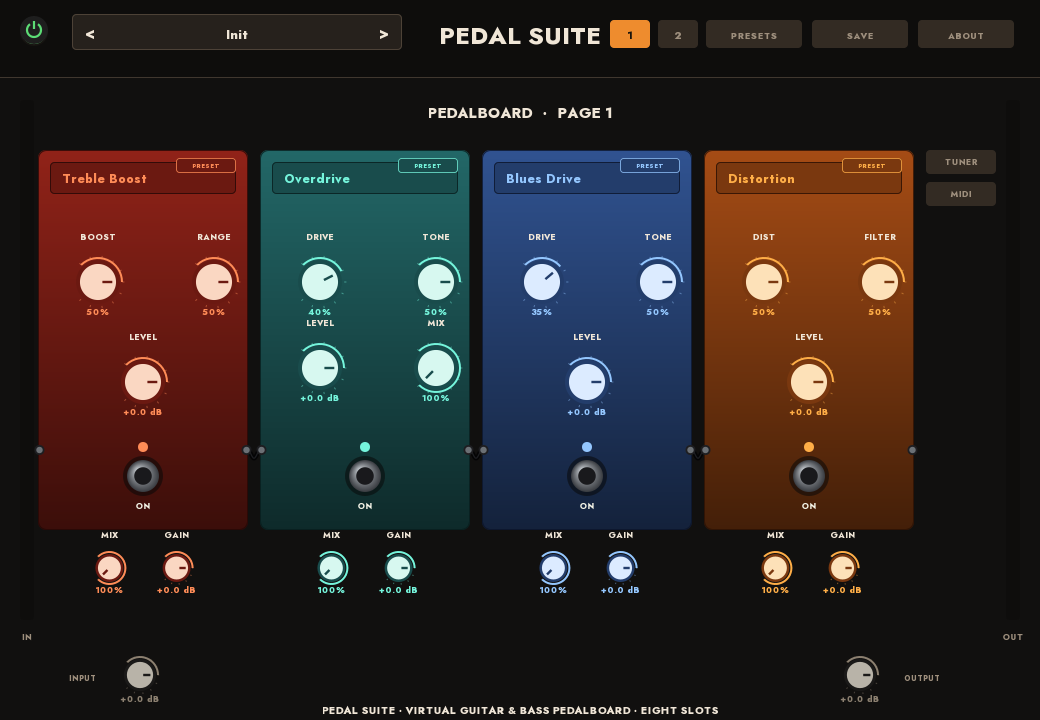 < Init > PEDAL SUITE 1 2 PRESETS SAVE ABOUT
PEDALBOARD · PAGE 1
PRESET PRESET PRESET PRESET
Treble Boost Overdrive Blues Drive Distortion
TUNER
MIDI
BOOST RANGE DRIVE TONE DRIVE TONE DIST FILTER
50% 50% 40% 50% 35% 50% 50% 50%
LEVEL MIX
LEVEL LEVEL LEVEL
+0.0 dB 100%
+0.0 dB +0.0 dB +0.0 dB
ON ON ON ON
MIX GAIN MIX GAIN MIX GAIN MIX GAIN
100% +0.0 dB 100% +0.0 dB 100% +0.0 dB 100% +0.0 dB
IN OUT
INPUT OUTPUT
+0.0 dB +0.0 dB
PEDAL SUITE · VIRTUAL GUITAR & BASS PEDALBOARD · EIGHT SLOTS